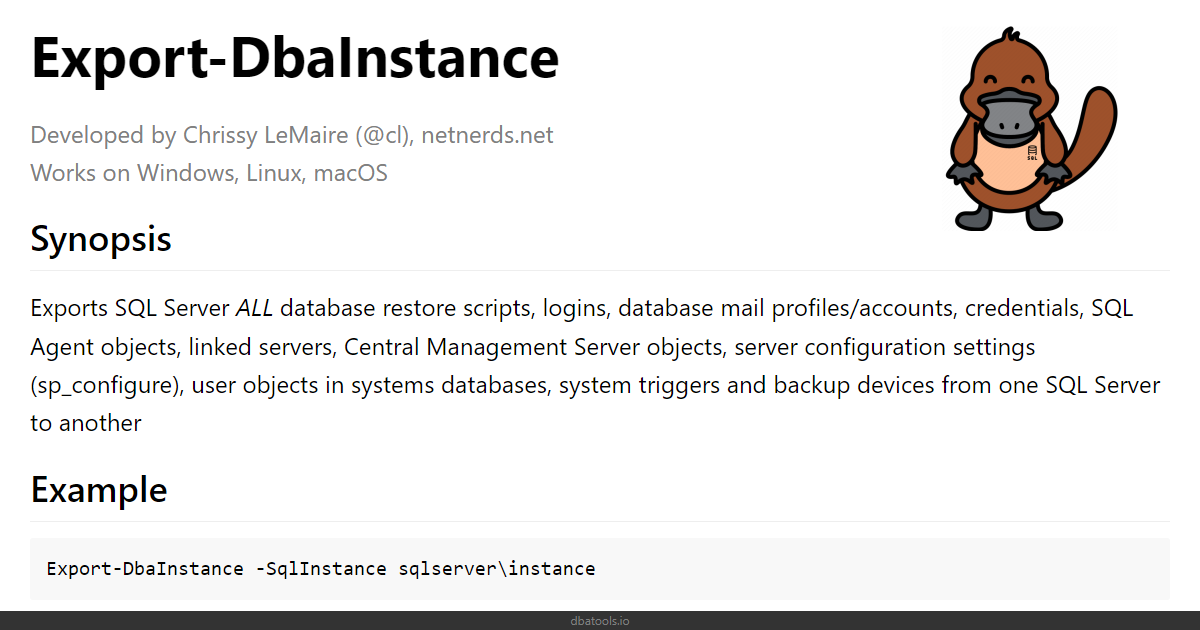 Export-DbaInstance
Developed by Chrissy LeMaire (@cl), netnerds.net
Works on Windows, Linux, macOS
SQL
Synopsis
Exports SQL Server ALL database restore scripts, logins, database mail profiles/accounts, credentials, SQL
Agent objects, linked servers, Central Management Server objects, server configuration settings
(sp_configure), user objects in systems databases, system triggers and backup devices from one SQL Server
to another
Example
Export-DbaInstance -SqlInstance sqlserver\instance
dbatools.io